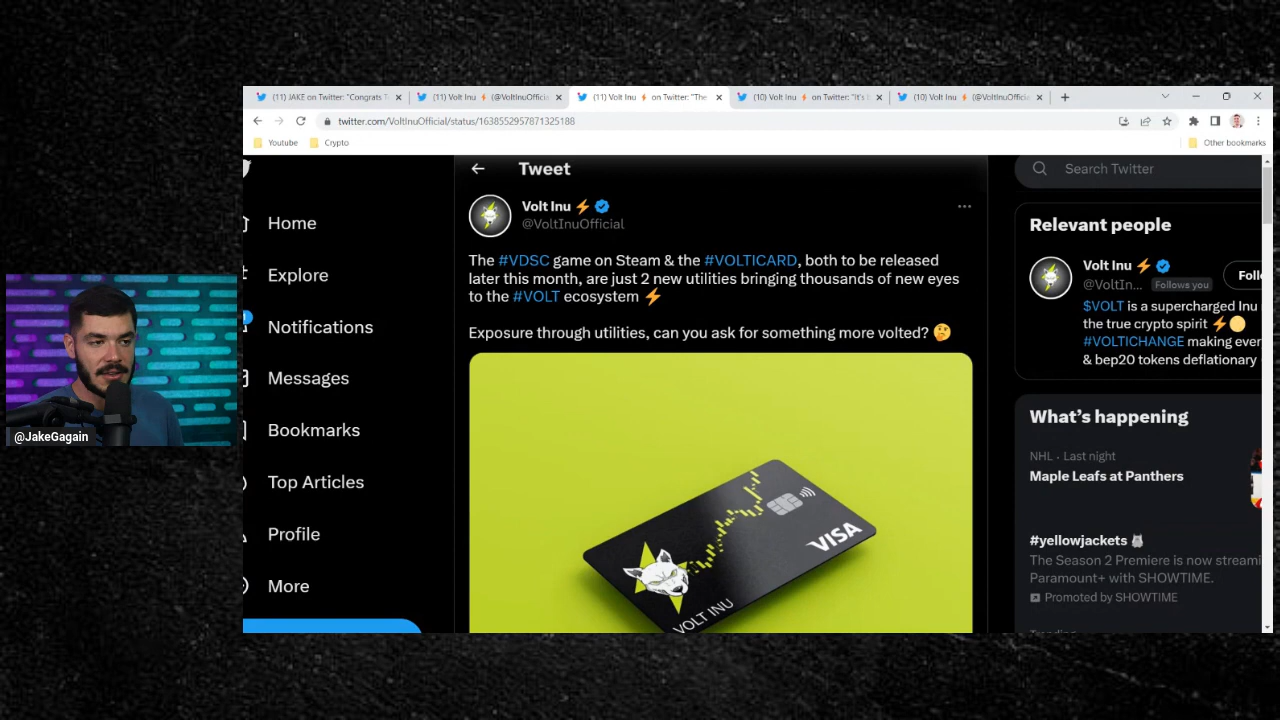 (11) JAKE on Twitter: "Congrats T
(11) Volt Inu ⚡ (@VoltInuOfficia
(11) Volt Inu ⚡ on Twitter: "The
(10) Volt Inu ⚡ on Twitter: "It's
(10) Volt Inu ⚡ (@VoltInuOfficia
twitter.com/VoltInuOfficial/status/1638552957871325188
Youtube
Crypto
Other bookmarks
Home
Explore
Notifications
Messages
Bookmarks
Top Articles
Profile
More
Tweet
Volt Inu ⚡
@VoltInuOfficial
The #VDSC game on Steam & the #VOLTICARD, both to be released
later this month, are just 2 new utilities bringing thousands of new eyes
to the #VOLT ecosystem ⚡
Exposure through utilities, can you ask for something more volted? 🤔
VISA
VOLT INU
Search Twitter
Relevant people
Volt Inu ⚡
@VoltIn... Follows you
Follo
$VOLT is a supercharged Inu
the true crypto spirit ⚡🌕
#VOLTICHANGE making ever
& bep20 tokens deflationary
What's happening
NHL · Last night
Maple Leafs at Panthers
#yellowjackets
The Season 2 Premiere is now streami
Paramount+ with SHOWTIME.
Promoted by SHOWTIME
@JakeGagain